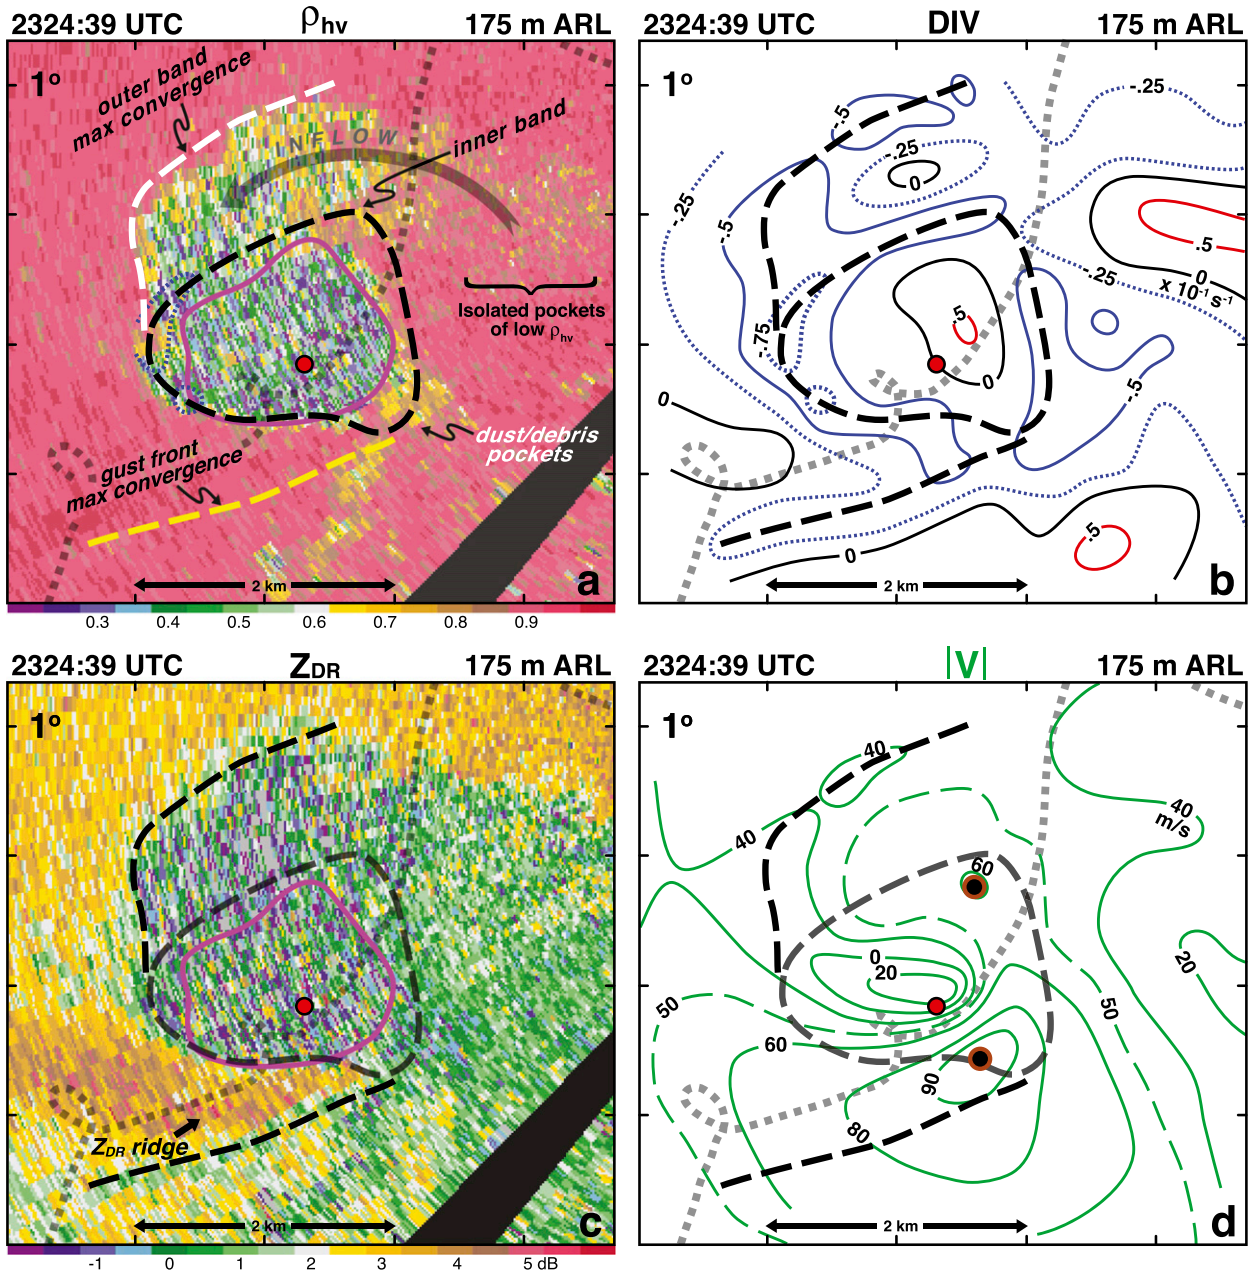 2324:39 UTC ρhv 175 m ARL
1º
outer band
max convergence
INFLOW
inner band
Isolated pockets
of low ρhv
dust/debris
pockets
gust front
max convergence
2 km
a
0.3 0.4 0.5 0.6 0.7 0.8 0.9
2324:39 UTC DIV 175 m ARL
1º
-.5
-.25
-.25
0
-.25
-.5
.5
0
-.25
x 10-1s-1
.5
-.75
0
0
-.5
.5
0
2 km
b
2324:39 UTC ZDR 175 m ARL
1º
ZDR ridge
2 km
c
-1 0 1 2 3 4 5 dB
2324:39 UTC |V| 175 m ARL
1º
40
40
40
m/s
60
0
20
20
50
50
60
90
80
2 km
d